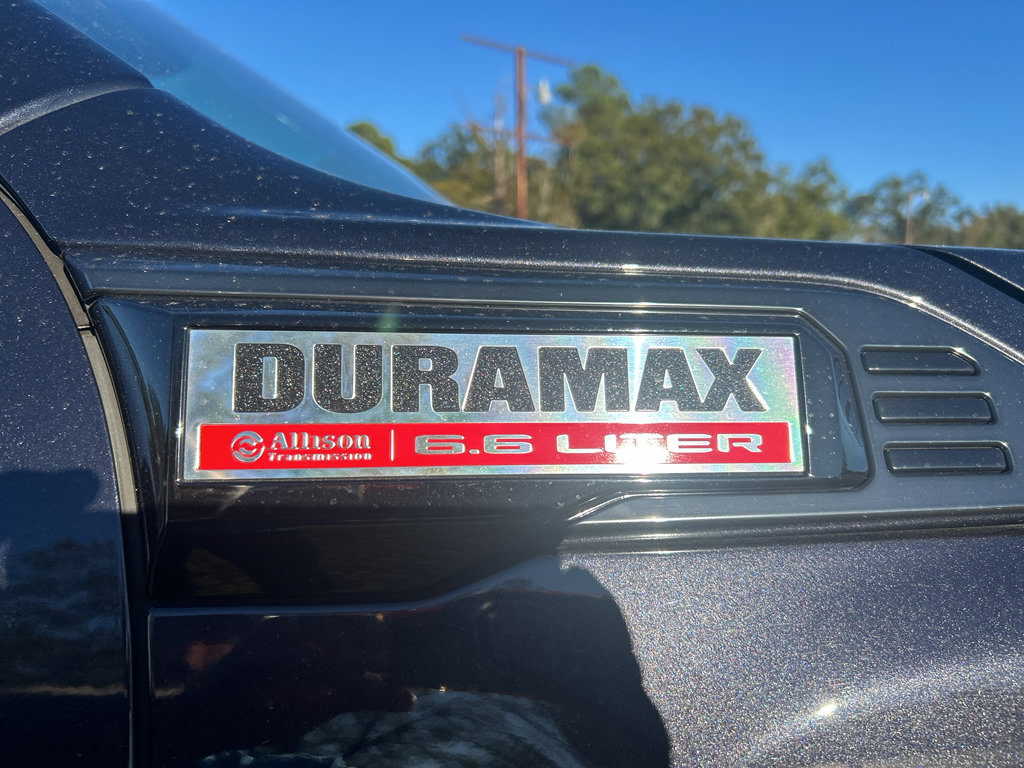 DURAMAX
Allison 6.6 LITER
Transmission